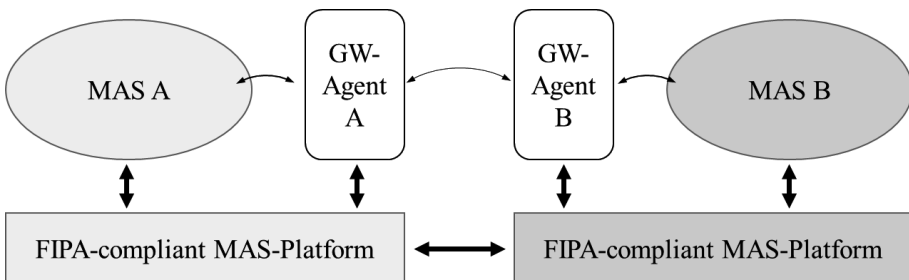 MAS A
GW-
Agent
A
GW-
Agent
B
MAS B
FIPA-compliant MAS-Platform
FIPA-compliant MAS-Platform